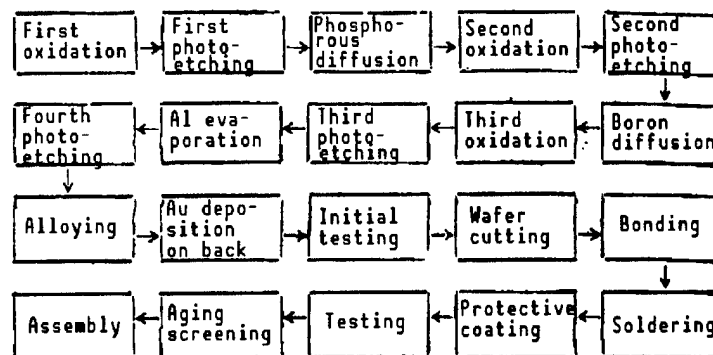 First
oxidation
First
photo-
etching
Phospho-
rous
diffusion
Second
oxidation
Second
photo-
etching
Fourth
photo-
etching
Al eva-
poration
Third
photo-
etching
Third
oxidation
Boron
diffusion
Alloying
Au depo-
sition
on back
Initial
testing
Wafer
cutting
Bonding
Assembly
Aging
screening
Testing
Protective
coating
Soldering